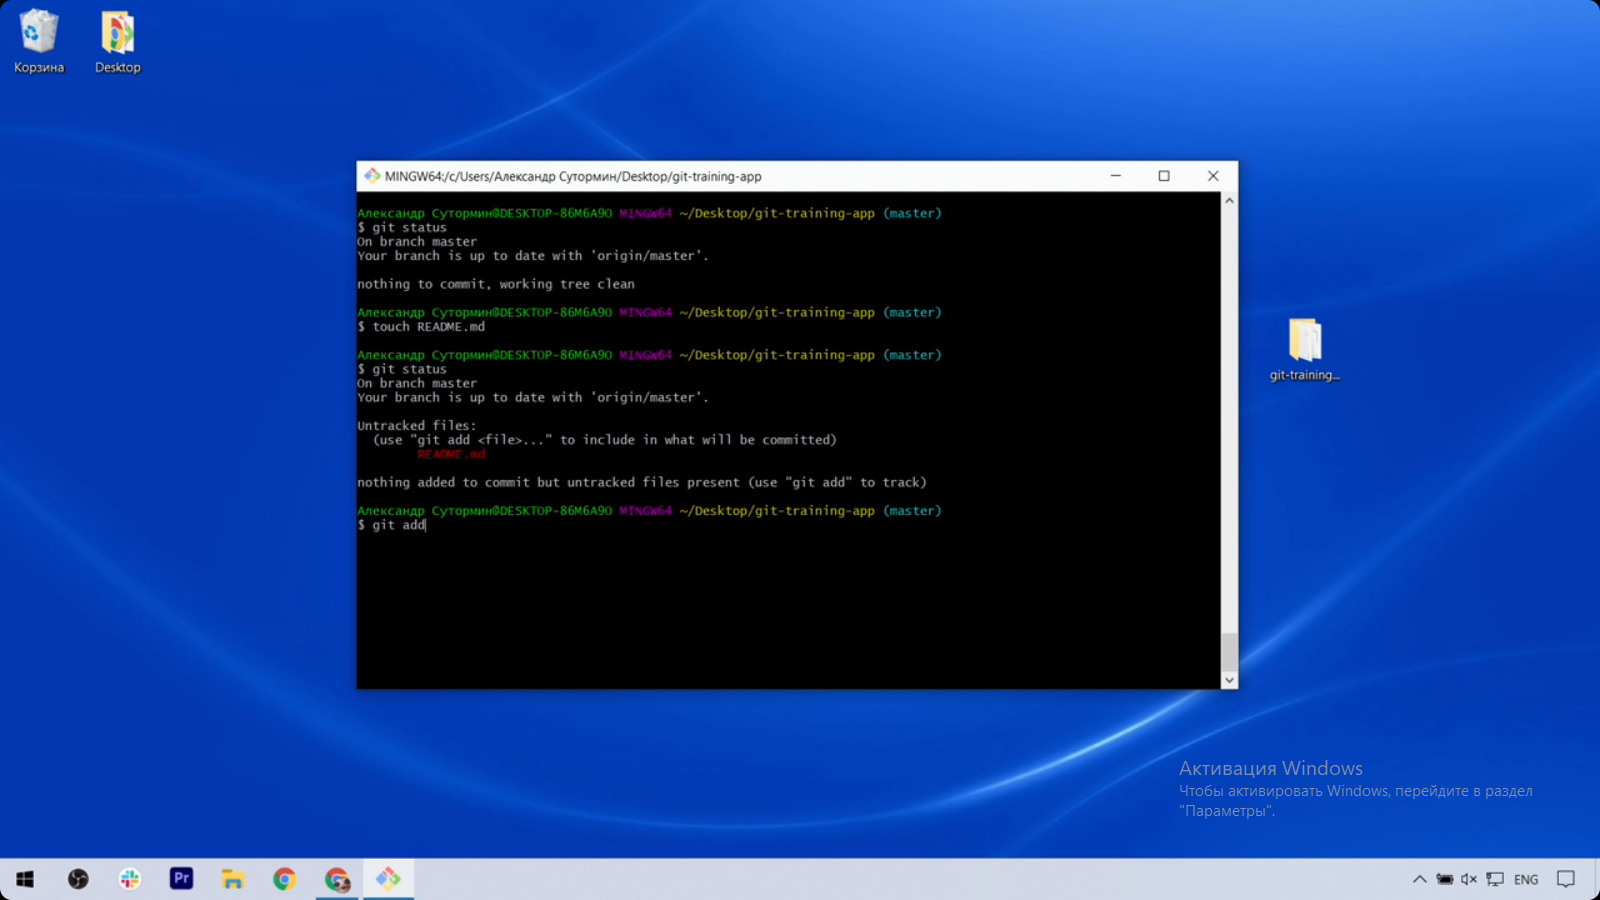 Корзина
Desktop
MINGW64:/c/Users/Александр Сутормин/Desktop/git-training-app
Александр Сутормин@DESKTOP-86M6A9O MINGW64 ~/Desktop/git-training-app (master)
$ git status
On branch master
Your branch is up to date with 'origin/master'.
nothing to commit, working tree clean
Александр Сутормин@DESKTOP-86M6A9O MINGW64 ~/Desktop/git-training-app (master)
$ touch README.md
Александр Сутормин@DESKTOP-86M6A9O MINGW64 ~/Desktop/git-training-app (master)
$ git status
On branch master
Your branch is up to date with 'origin/master'.
Untracked files:
(use "git add <file>..." to include in what will be committed)
README.md
nothing added to commit but untracked files present (use "git add" to track)
Александр Сутормин@DESKTOP-86M6A9O MINGW64 ~/Desktop/git-training-app (master)
$ git add
git-training...
Активация Windows
Чтобы активировать Windows, перейдите в раздел
"Параметры".
Pr
ENG